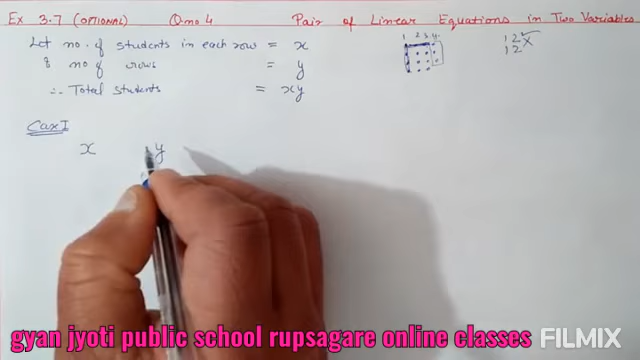 Ex 3.7 (OPTIONAL) Q.no.4 Pair of Linear Equations in Two Variables
Let no. of students in each row = x
& no of rows = y
∴ Total students = xy
1 2 3 4
12
12
Case I
x y
gyan jyoti public school rupsagare online classes
FILMIX